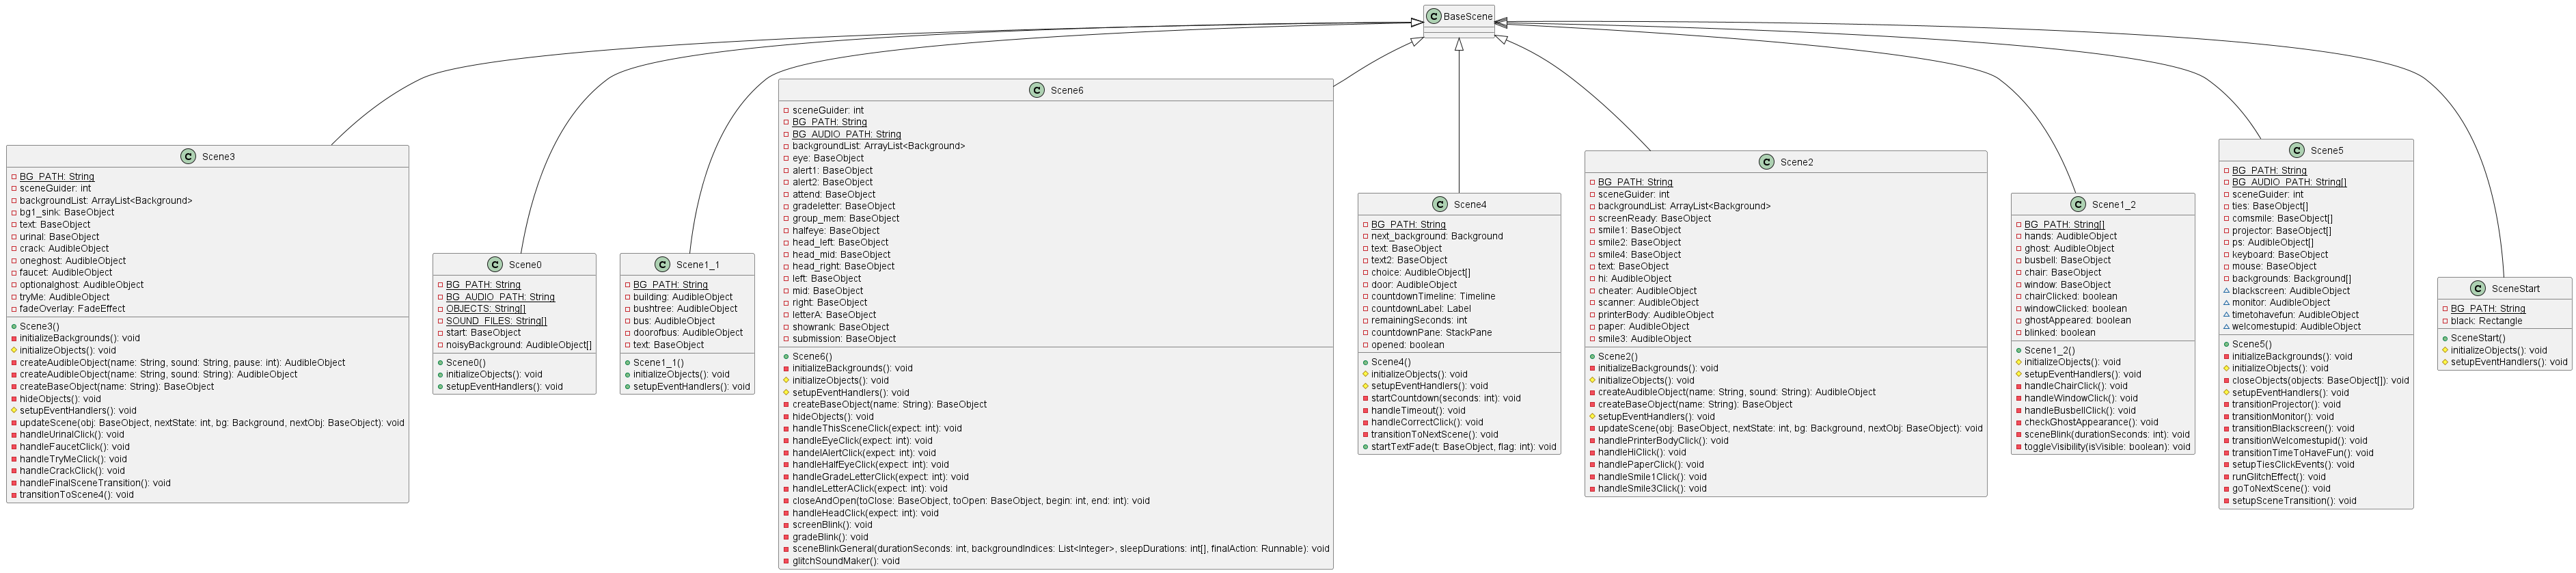 BaseScene
Scene3
BG_PATH: String
sceneGuider: int
backgroundList: ArrayList<Background>
bg1_sink: BaseObject
text: BaseObject
urinal: BaseObject
crack: AudibleObject
oneghost: AudibleObject
faucet: AudibleObject
optionalghost: AudibleObject
tryMe: AudibleObject
fadeOverlay: FadeEffect
Scene3()
initializeBackgrounds(): void
initializeObjects(): void
createAudibleObject(name: String, sound: String, pause: int): AudibleObject
createAudibleObject(name: String, sound: String): AudibleObject
createBaseObject(name: String): BaseObject
hideObjects(): void
setupEventHandlers(): void
updateScene(obj: BaseObject, nextState: int, bg: Background, nextObj: BaseObject): void
handleUrinalClick(): void
handleFaucetClick(): void
handleTryMeClick(): void
handleCrackClick(): void
handleFinalSceneTransition(): void
transitionToScene4(): void
Scene0
BG_PATH: String
BG_AUDIO_PATH: String
OBJECTS: String[]
SOUND_FILES: String[]
start: BaseObject
noisyBackground: AudibleObject[]
Scene0()
initializeObjects(): void
setupEventHandlers(): void
Scene1_1
BG_PATH: String
building: AudibleObject
bushtree: AudibleObject
bus: AudibleObject
doorofbus: AudibleObject
text: BaseObject
Scene1_1()
initializeObjects(): void
setupEventHandlers(): void
Scene6
sceneGuider: int
BG_PATH: String
BG_AUDIO_PATH: String
backgroundList: ArrayList<Background>
eye: BaseObject
alert1: BaseObject
alert2: BaseObject
attend: BaseObject
gradeletter: BaseObject
group_mem: BaseObject
halfeye: BaseObject
head_left: BaseObject
head_mid: BaseObject
head_right: BaseObject
left: BaseObject
mid: BaseObject
right: BaseObject
letterA: BaseObject
showrank: BaseObject
submission: BaseObject
Scene6()
initializeBackgrounds(): void
initializeObjects(): void
setupEventHandlers(): void
createBaseObject(name: String): BaseObject
hideObjects(): void
handleThisSceneClick(expect: int): void
handleEyeClick(expect: int): void
handelAlertClick(expect: int): void
handleHalfEyeClick(expect: int): void
handleGradeLetterClick(expect: int): void
handleLetterAClick(expect: int): void
closeAndOpen(toClose: BaseObject, toOpen: BaseObject, begin: int, end: int): void
handleHeadClick(expect: int): void
screenBlink(): void
gradeBlink(): void
sceneBlinkGeneral(durationSeconds: int, backgroundIndices: List<Integer>, sleepDurations: int[], finalAction: Runnable): void
glitchSoundMaker(): void
Scene4
BG_PATH: String
next_background: Background
text: BaseObject
text2: BaseObject
choice: AudibleObject[]
door: AudibleObject
countdownTimeline: Timeline
countdownLabel: Label
remainingSeconds: int
countdownPane: StackPane
opened: boolean
Scene4()
initializeObjects(): void
setupEventHandlers(): void
startCountdown(seconds: int): void
handleTimeout(): void
handleCorrectClick(): void
transitionToNextScene(): void
startTextFade(t: BaseObject, flag: int): void
Scene2
BG_PATH: String
sceneGuider: int
backgroundList: ArrayList<Background>
screenReady: BaseObject
smile1: BaseObject
smile2: BaseObject
smile4: BaseObject
text: BaseObject
hi: AudibleObject
cheater: AudibleObject
scanner: AudibleObject
printerBody: AudibleObject
paper: AudibleObject
smile3: AudibleObject
Scene2()
initializeBackgrounds(): void
initializeObjects(): void
createAudibleObject(name: String, sound: String): AudibleObject
createBaseObject(name: String): BaseObject
setupEventHandlers(): void
updateScene(obj: BaseObject, nextState: int, bg: Background, nextObj: BaseObject): void
handlePrinterBodyClick(): void
handleHiClick(): void
handlePaperClick(): void
handleSmile1Click(): void
handleSmile3Click(): void
Scene1_2
BG_PATH: String[]
hands: AudibleObject
ghost: AudibleObject
busbell: BaseObject
chair: BaseObject
window: BaseObject
chairClicked: boolean
windowClicked: boolean
ghostAppeared: boolean
blinked: boolean
Scene1_2()
initializeObjects(): void
setupEventHandlers(): void
handleChairClick(): void
handleWindowClick(): void
handleBusbellClick(): void
checkGhostAppearance(): void
sceneBlink(durationSeconds: int): void
toggleVisibility(isVisible: boolean): void
Scene5
BG_PATH: String
BG_AUDIO_PATH: String[]
sceneGuider: int
ties: BaseObject[]
comsmile: BaseObject[]
projector: BaseObject[]
ps: AudibleObject[]
keyboard: BaseObject
mouse: BaseObject
backgrounds: Background[]
blackscreen: AudibleObject
monitor: AudibleObject
timetohavefun: AudibleObject
welcomestupid: AudibleObject
Scene5()
initializeBackgrounds(): void
initializeObjects(): void
closeObjects(objects: BaseObject[]): void
setupEventHandlers(): void
transitionProjector(): void
transitionMonitor(): void
transitionBlackscreen(): void
transitionWelcomestupid(): void
transitionTimeToHaveFun(): void
setupTiesClickEvents(): void
runGlitchEffect(): void
goToNextScene(): void
setupSceneTransition(): void
SceneStart
BG_PATH: String
black: Rectangle
SceneStart()
initializeObjects(): void
setupEventHandlers(): void